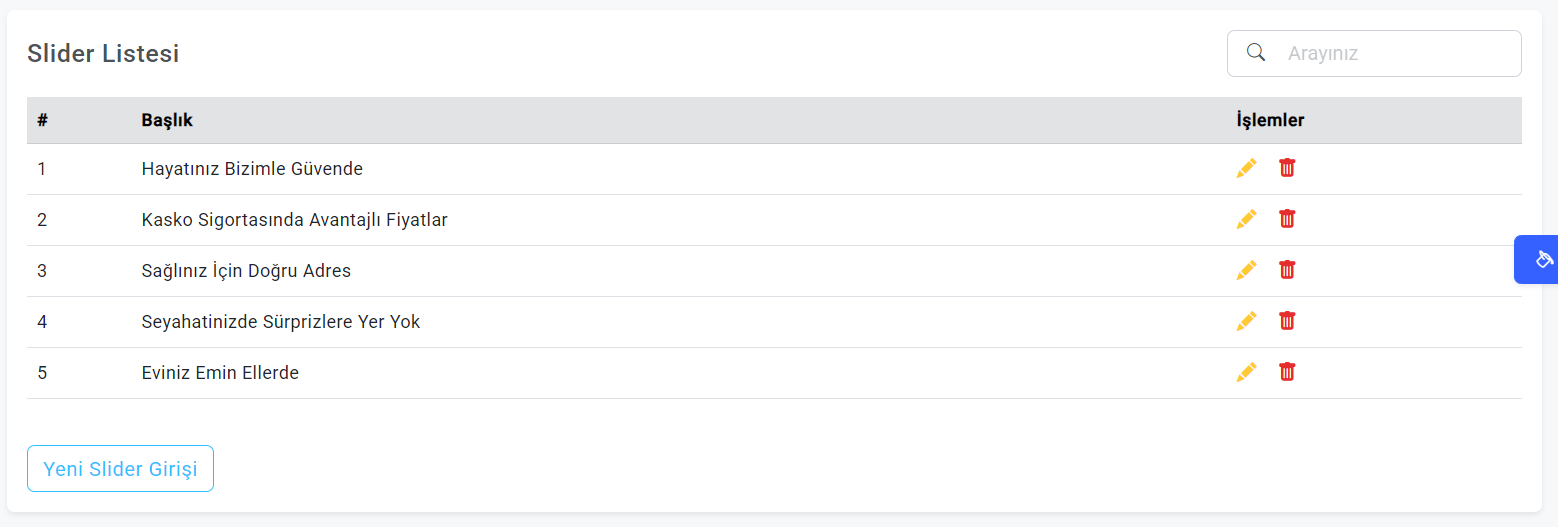 Slider Listesi
Arayınız
# Başlık İşlemler
1 Hayatınız Bizimle Güvende
2 Kasko Sigortasında Avantajlı Fiyatlar
3 Sağlınız İçin Doğru Adres
4 Seyahatinizde Sürprizlere Yer Yok
5 Eviniz Emin Ellerde
Yeni Slider Girişi